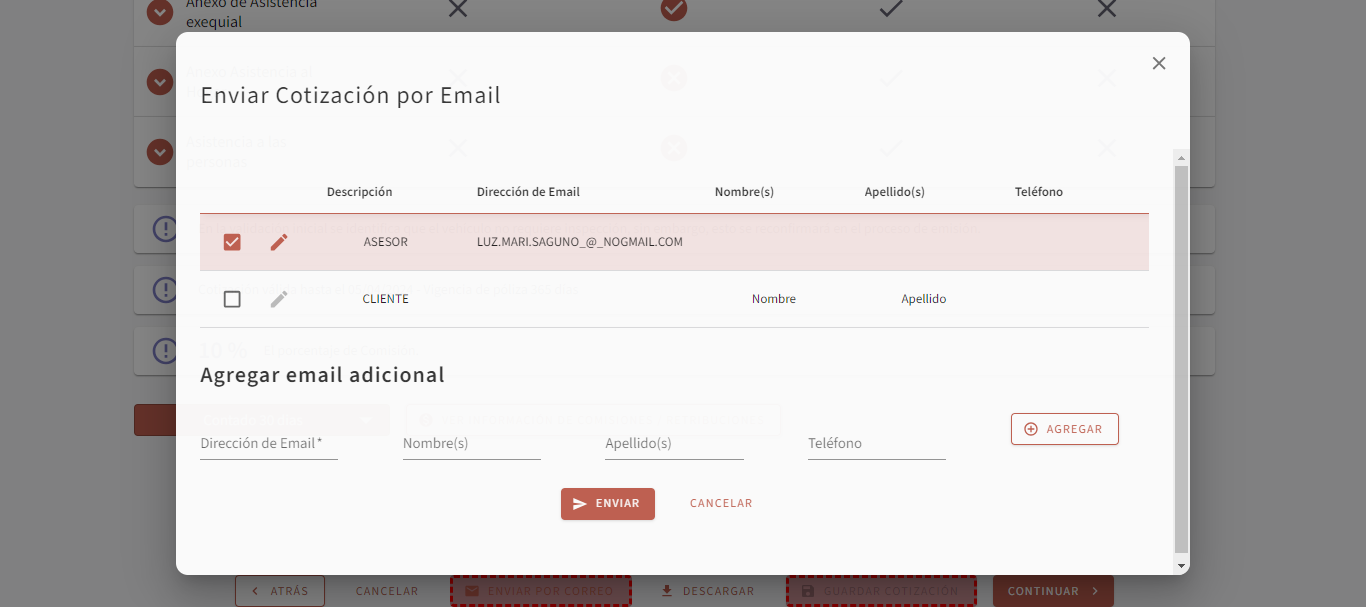 Anexo de Asistencia
exequial
Enviar Cotización por Email
Descripción Dirección de Email Nombre(s) Apellido(s) Teléfono
ASESOR LUZ.MARI.SAGUNO_@_NOGMAIL.COM
CLIENTE Nombre Apellido
10 %
Agregar email adicional
Dirección de Email* Nombre(s) Apellido(s) Teléfono
AGREGAR
ENVIAR CANCELAR
ATRÁS CANCELAR ENVIAR POR CORREO DESCARGAR GUARDAR COTIZACIÓN CONTINUAR